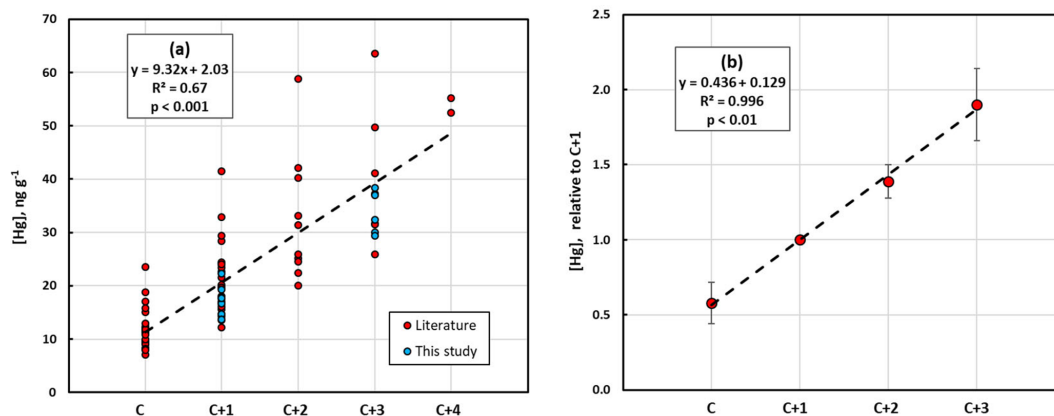 (a)
y = 9.32x + 2.03
R² = 0.67
p < 0.001
[Hg], ng g⁻¹
70
60
50
40
30
20
10
0
C
C+1
C+2
C+3
C+4
Literature
This study
(b)
y = 0.436 + 0.129
R² = 0.996
p < 0.01
[Hg], relative to C+1
2.5
2.0
1.5
1.0
0.5
0.0
C
C+1
C+2
C+3